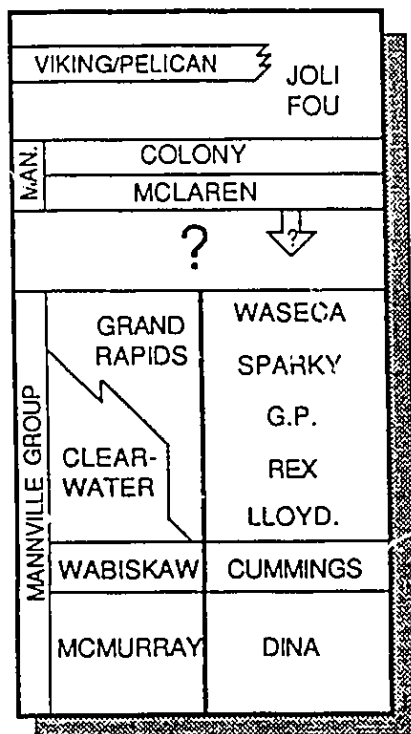 VIKING/PELICAN
JOLI
FOU
MAN.
COLONY
MCLAREN
?
?
MANNVILLE GROUP
GRAND
RAPIDS
CLEAR-
WATER
WASECA
SPARKY
G.P.
REX
LLOYD.
WABISKAW
CUMMINGS
MCMURRAY
DINA